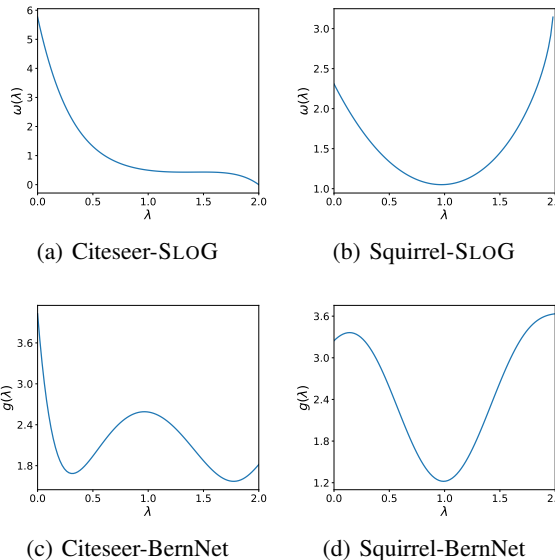 6
5
4
3
2
1
0
ω(λ)
0.0 0.5 1.0 1.5 2.0
λ
(a) Citeseer-SLOG
3.0
2.5
2.0
1.5
1.0
ω(λ)
0.0 0.5 1.0 1.5 2.0
λ
(b) Squirrel-SLOG
3.6
3.0
2.4
1.8
g(λ)
0.0 0.5 1.0 1.5 2.0
λ
(c) Citeseer-BernNet
3.6
3.0
2.4
1.8
1.2
g(λ)
0.0 0.5 1.0 1.5 2.0
λ
(d) Squirrel-BernNet